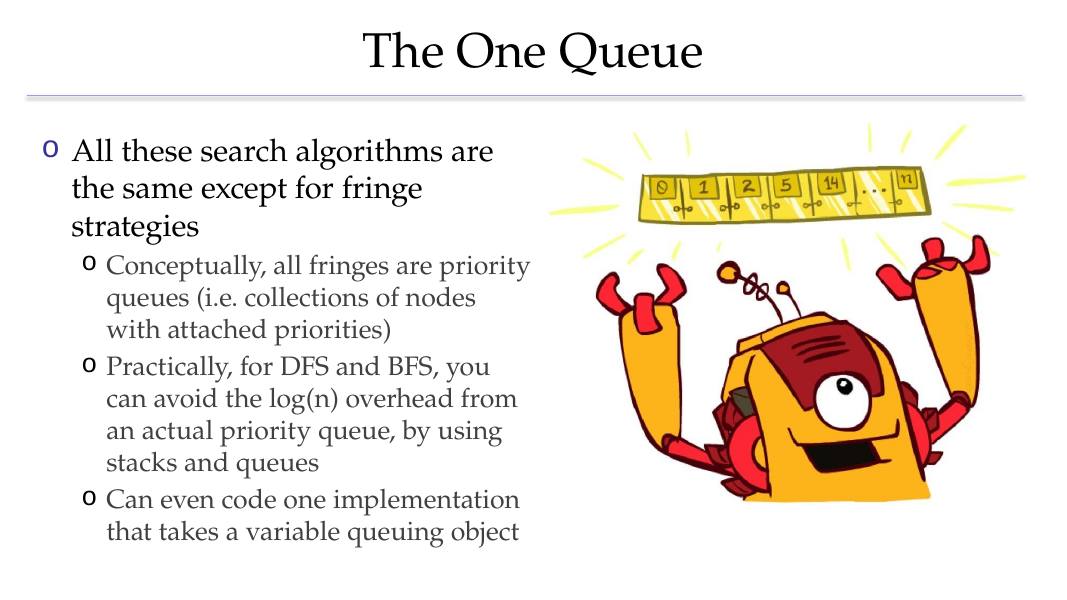 The One Queue
o All these search algorithms are
the same except for fringe
strategies
o Conceptually, all fringes are priority
queues (i.e. collections of nodes
with attached priorities)
o Practically, for DFS and BFS, you
can avoid the log(n) overhead from
an actual priority queue, by using
stacks and queues
o Can even code one implementation
that takes a variable queuing object
0 1 2 5 14 ... n